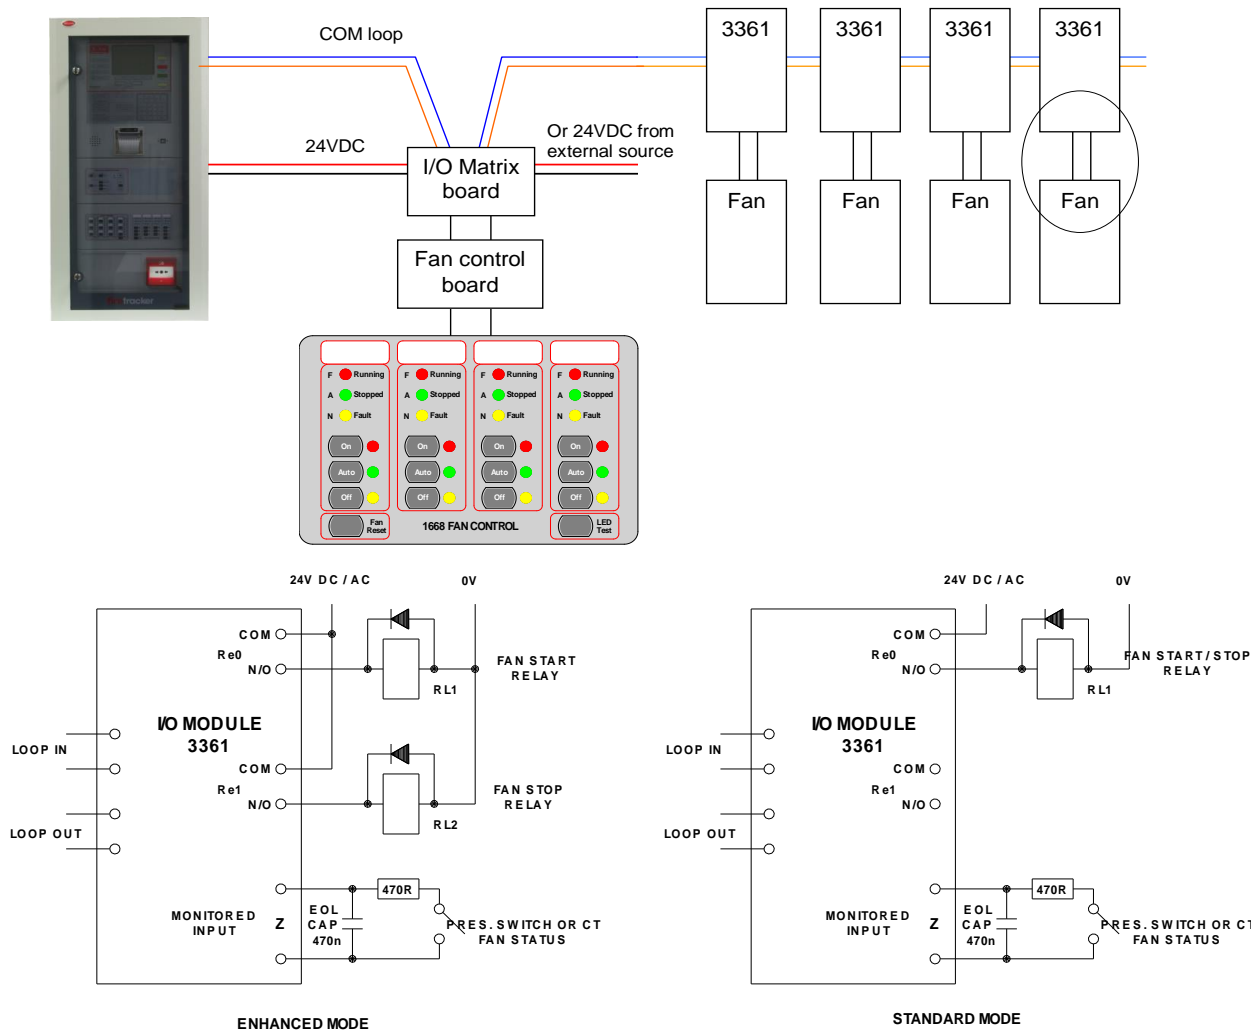 COM loop
3361
3361
3361
3361
24VDC
Or 24VDC from
external source
I/O Matrix
board
Fan
Fan
Fan
Fan
Fan control
board
tracker
F Running
A Stopped
N Fault
On
Auto
Off
Fan
Reset
F Running
A Stopped
N Fault
On
Auto
Off
F Running
A Stopped
N Fault
On
Auto
Off
F Running
A Stopped
N Fault
On
Auto
Off
1668 FAN CONTROL
LED
Test
24V DC / AC
0V
COM
Re0
N/O
FAN START
RELAY
RL1
I/O MODULE
3361
LOOP IN
COM
Re1
N/O
FAN STOP
RELAY
RL2
LOOP OUT
470R
MONITORED
INPUT
Z
EOL
CAP
470n
PRES. SWITCH OR CT
FAN STATUS
ENHANCED MODE
24V DC / AC
0V
COM
Re0
N/O
FAN START/STOP
RELAY
RL1
I/O MODULE
3361
LOOP IN
COM
Re1
N/O
LOOP OUT
470R
MONITORED
INPUT
Z
EOL
CAP
470n
PRES. SWITCH OR CT
FAN STATUS
STANDARD MODE